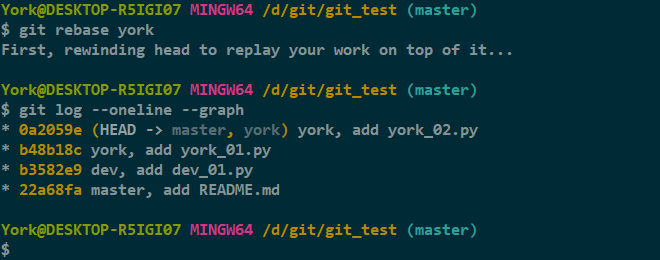 York@DESKTOP-R5IGI07 MINGW64 /d/git/git_test (master)
$ git rebase york
First, rewinding head to replay your work on top of it...
York@DESKTOP-R5IGI07 MINGW64 /d/git/git_test (master)
$ git log --oneline --graph
* 0a2059e (HEAD -> master, york) york, add york_02.py
* b48b18c york, add york_01.py
* b3582e9 dev, add dev_01.py
* 22a68fa master, add README.md
York@DESKTOP-R5IGI07 MINGW64 /d/git/git_test (master)
$